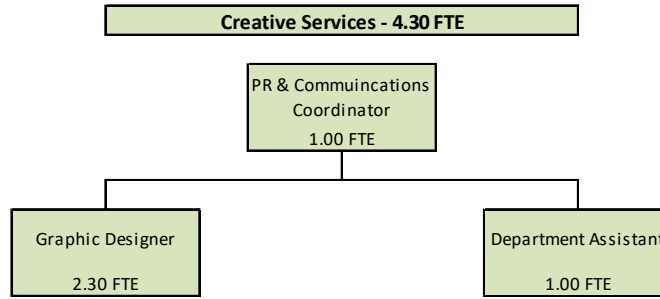 Creative Services - 4.30 FTE
PR & Commuincations
Coordinator
1.00 FTE
Graphic Designer
2.30 FTE
Department Assistant
1.00 FTE